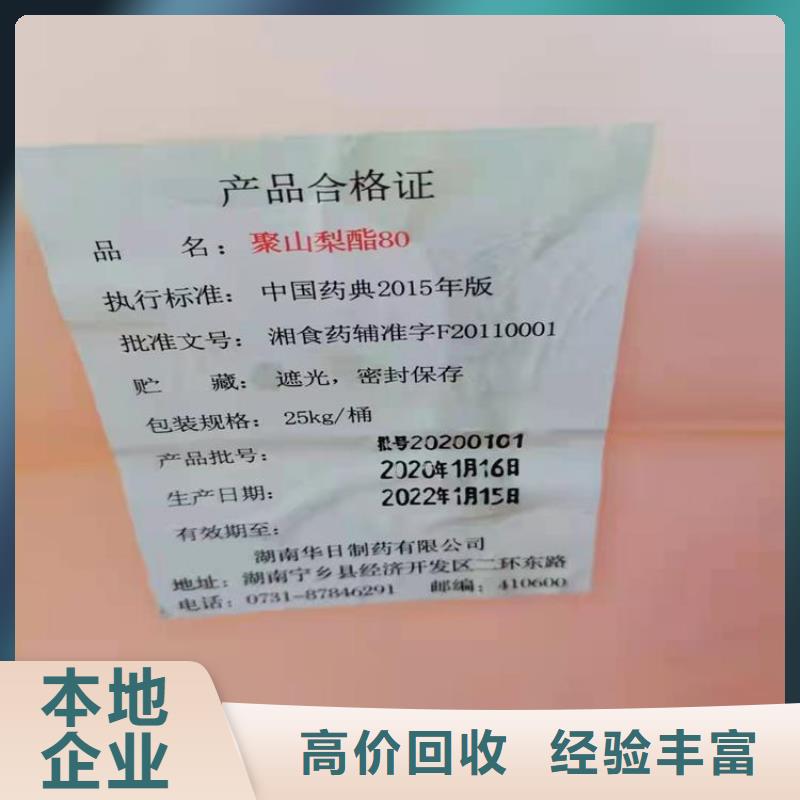 产品合格证
品 名：聚山梨酯80
执行标准：中国药典2015年版
批准文号：湘食药辅准字F20110001
贮 藏：遮光，密封保存
包装规格：25kg/桶
产品批号：批号20200101
生产日期：2020年1月16日
有效期至：2022年1月15日
湖南华日制药有限公司
地址：湖南宁乡县经济开发区二环东路
电话：0731-87846291 邮编：410600
本地
企业
高价回收 经验丰富